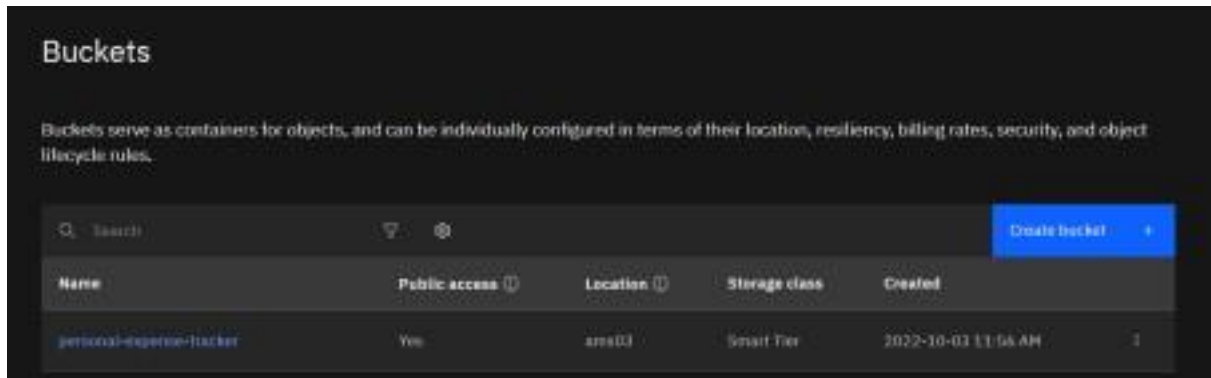 Buckets
Buckets serve as containers for objects, and can be individually configured in terms of their location, resiliency, billing rates, security, and object
lifecycle rules.
Search
Create bucket +
Name Public access Location Storage class Created
personal-expense-tracker Yes ams03 Smart Tier 2022-10-03 11:56 AM